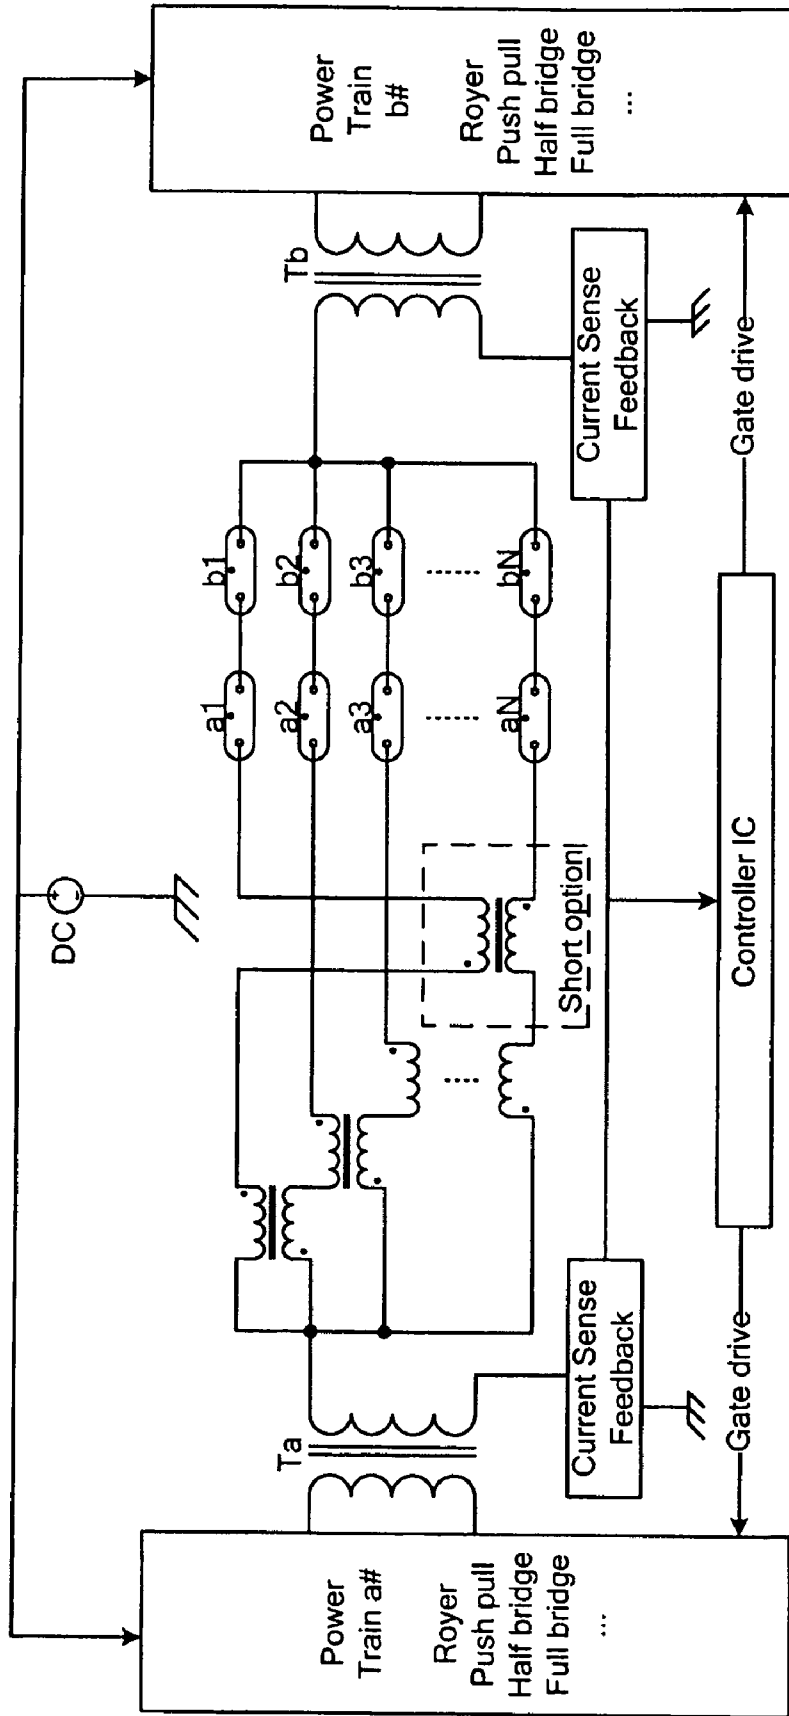 DC
Power
Train a#
Royer
Push pull
Half bridge
Full bridge
...
Ta
Current Sense
Feedback
Gate drive
Short option
a1
a2
a3
aN
b1
b2
b3
bN
Controller IC
Tb
Current Sense
Feedback
Gate drive
Power
Train
b#
Royer
Push pull
Half bridge
Full bridge
...